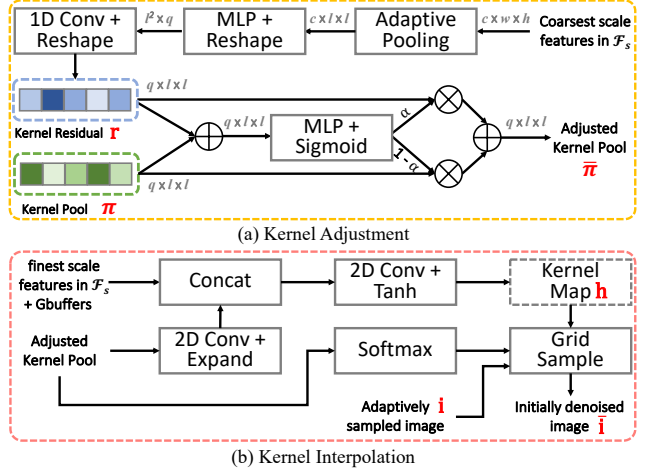 1D Conv +
Reshape
l² x q
MLP +
Reshape
c x l x l
Adaptive
Pooling
c x w x h
Coarsest scale
features in ℱₛ
q x l x l
Kernel Residual r
q x l x l
MLP +
Sigmoid
α
1-α
q x l x l
Adjusted
Kernel Pool
π̄
q x l x l
Kernel Pool π
(a) Kernel Adjustment
finest scale
features in ℱₛ
+ Gbuffers
Concat
2D Conv +
Tanh
Kernel
Map h
Adjusted
Kernel Pool
2D Conv +
Expand
Softmax
Grid
Sample
Adaptively i
sampled image
Initially denoised
image ī
(b) Kernel Interpolation